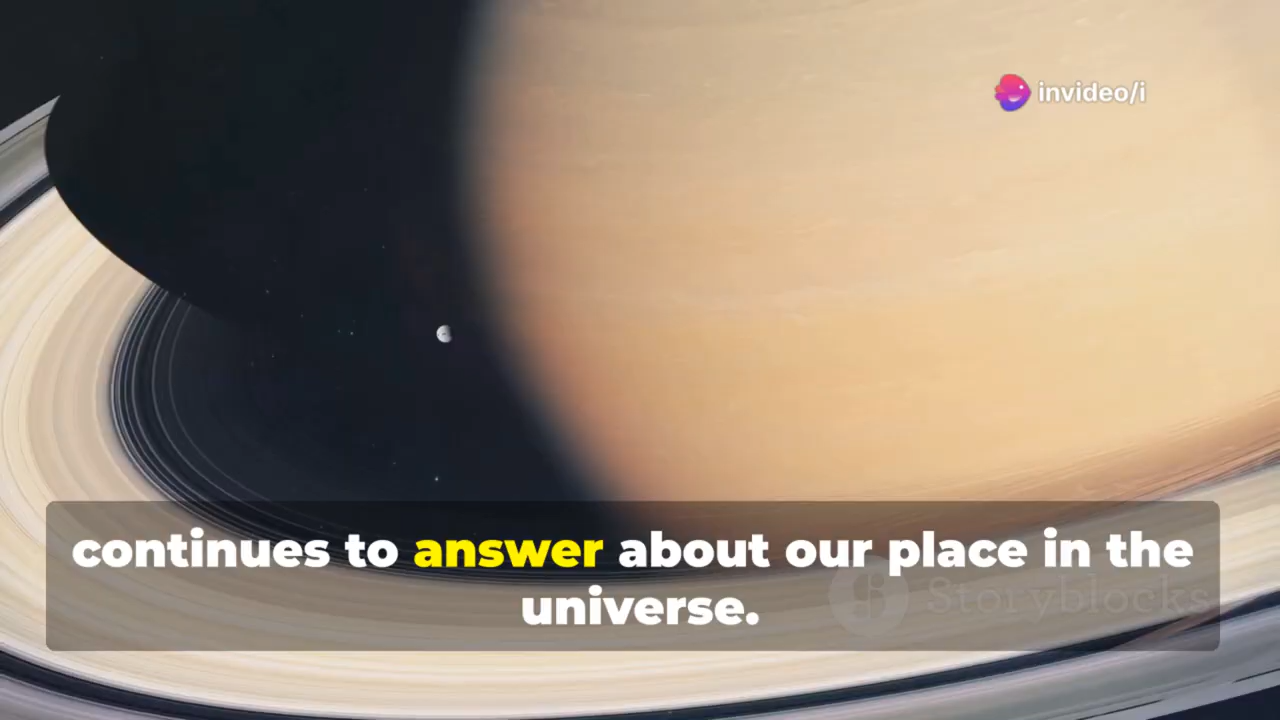 invideo/i
continues to answer about our place in the
universe.
Storyblocks